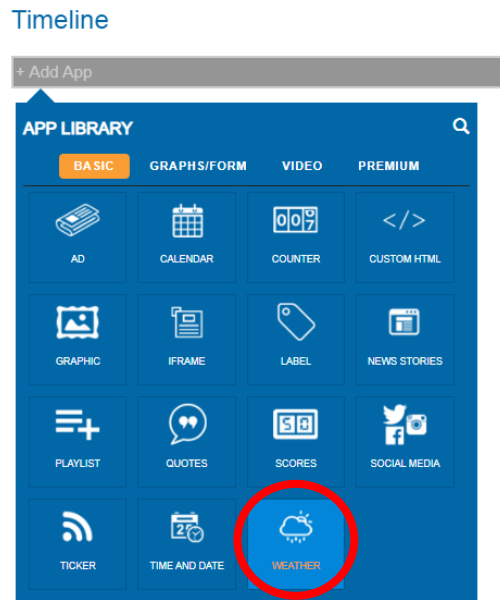 Timeline
+ Add App
APP LIBRARY
BASIC GRAPHS/FORM VIDEO PREMIUM
AD CALENDAR COUNTER CUSTOM HTML
GRAPHIC IFRAME LABEL NEWS STORIES
PLAYLIST QUOTES SCORES SOCIAL MEDIA
TICKER TIME AND DATE WEATHER